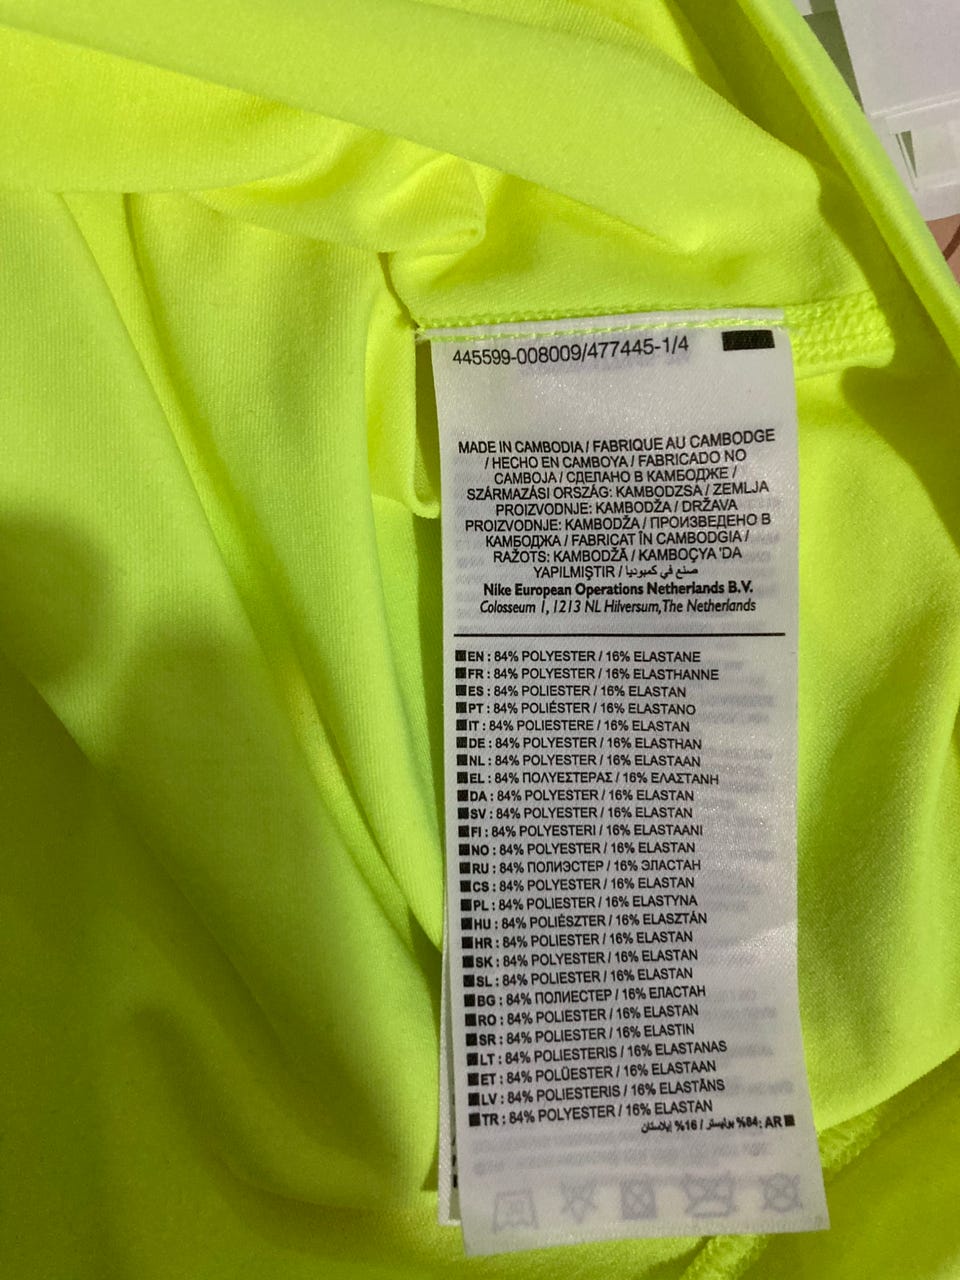 445599-008009/477445-1/4
MADE IN CAMBODIA / FABRIQUE AU CAMBODGE
/ HECHO EN CAMBOYA / FABRICADO NO
CAMBOJA / СДЕЛАНО В КАМБОДЖЕ /
SZÁRMAZÁSI ORSZÁG: KAMBODZSA / ZEMLJA
PROIZVODNJE: KAMBODŽA / DRŽAVA
PROIZVODNJE: KAMBODŽA / ПРОИЗВЕДЕНО В
КАМБОДЖА / FABRICAT ÎN CAMBODGIA /
RAŽOTS: KAMBODŽĀ / KAMBOÇYA 'DA
YAPILMIŞTIR / صنع في كمبوديا
Nike European Operations Netherlands B.V.
Colosseum 1, 1213 NL Hilversum, The Netherlands
EN : 84% POLYESTER / 16% ELASTANE
FR : 84% POLYESTER / 16% ELASTHANNE
ES : 84% POLIESTER / 16% ELASTAN
PT : 84% POLIÉSTER / 16% ELASTANO
IT : 84% POLIESTERE / 16% ELASTAN
DE : 84% POLYESTER / 16% ELASTHAN
NL : 84% POLYESTER / 16% ELASTAAN
EL : 84% ΠΟΛΥΕΣΤΕΡΑΣ / 16% ΕΛΑΣΤΑΝΗ
DA : 84% POLYESTER / 16% ELASTAN
SV : 84% POLYESTER / 16% ELASTAN
FI : 84% POLYESTERI / 16% ELASTAANI
NO : 84% POLYESTER / 16% ELASTAN
RU : 84% ПОЛИЭСТЕР / 16% ЭЛАСТАН
CS : 84% POLYESTER / 16% ELASTAN
PL : 84% POLIESTER / 16% ELASTYNA
HU : 84% POLIÉSZTER / 16% ELASZTÁN
HR : 84% POLIESTER / 16% ELASTAN
SK : 84% POLYESTER / 16% ELASTAN
SL : 84% POLIESTER / 16% ELASTAN
BG : 84% ПОЛИЕСТЕР / 16% ЕЛАСТАН
RO : 84% POLIESTER / 16% ELASTAN
SR : 84% POLIESTER / 16% ELASTIN
LT : 84% POLIESTERIS / 16% ELASTANAS
ET : 84% POLÜESTER / 16% ELASTAAN
LV : 84% POLIESTERIS / 16% ELASTĀNS
TR : 84% POLYESTER / 16% ELASTAN
AR :84% بوليستر / 16% إيلاستان